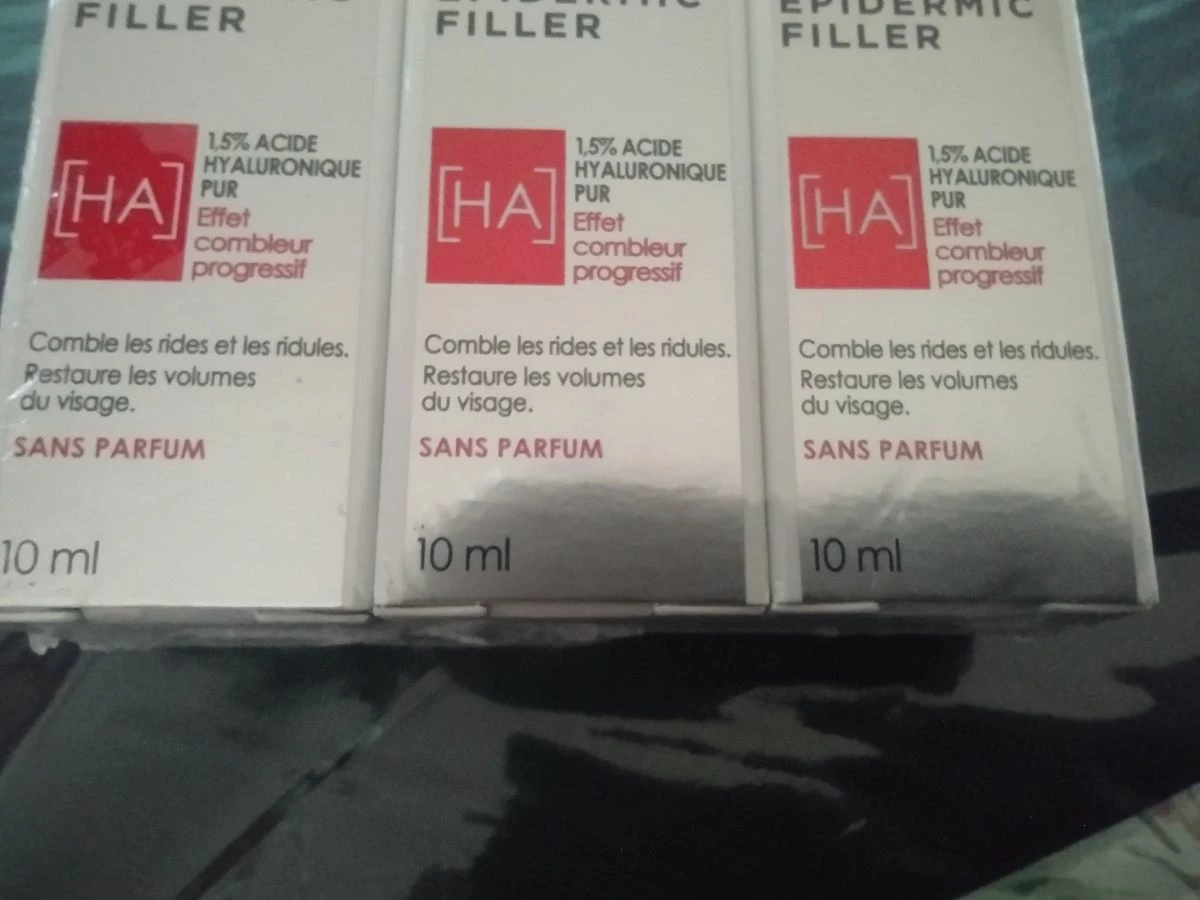 FILLER
[HA]
1,5% ACIDE
HYALURONIQUE
PUR
Effet
combleur
progressif
Comble les rides et les ridules.
Restaure les volumes
du visage.
SANS PARFUM
10 ml
EPIDERMIC
FILLER
[HA]
1,5% ACIDE
HYALURONIQUE
PUR
Effet
combleur
progressif
Comble les rides et les ridules.
Restaure les volumes
du visage.
SANS PARFUM
10 ml
EPIDERMIC
FILLER
[HA]
1,5% ACIDE
HYALURONIQUE
PUR
Effet
combleur
progressif
Comble les rides et les ridules.
Restaure les volumes
du visage.
SANS PARFUM
10 ml